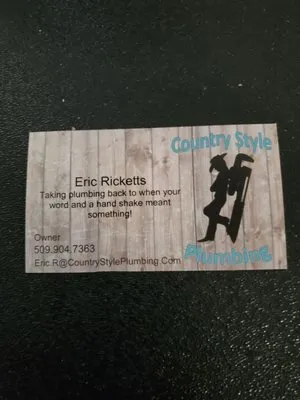 Country Style
Eric Ricketts
Taking plumbing back to when your
word and a hand shake meant
something!
Owner
509.904.7363
Eric.R@CountryStylePlumbing.Com
Plumbing